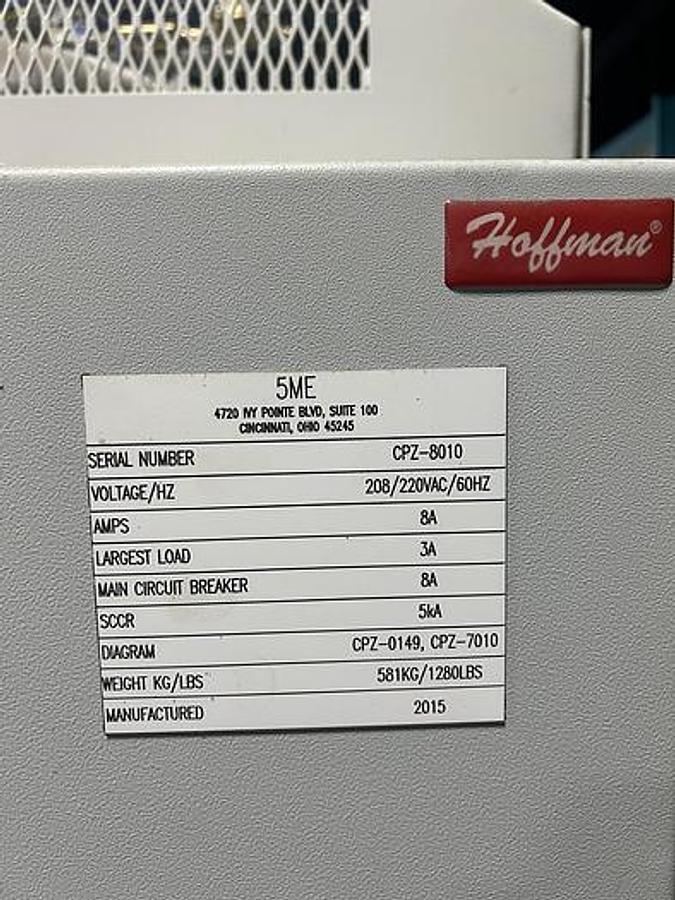 Hoffman®
5ME
4720 IVY POINTE BLVD, SUITE 100
CINCINNATI, OHIO 45245
SERIAL NUMBER CPZ-8010
VOLTAGE/HZ 208/220VAC/60HZ
AMPS 8A
LARGEST LOAD 3A
MAIN CIRCUIT BREAKER 8A
SCCR 5kA
DIAGRAM CPZ-0149, CPZ-7010
WEIGHT KG/LBS 581KG/1280LBS
MANUFACTURED 2015